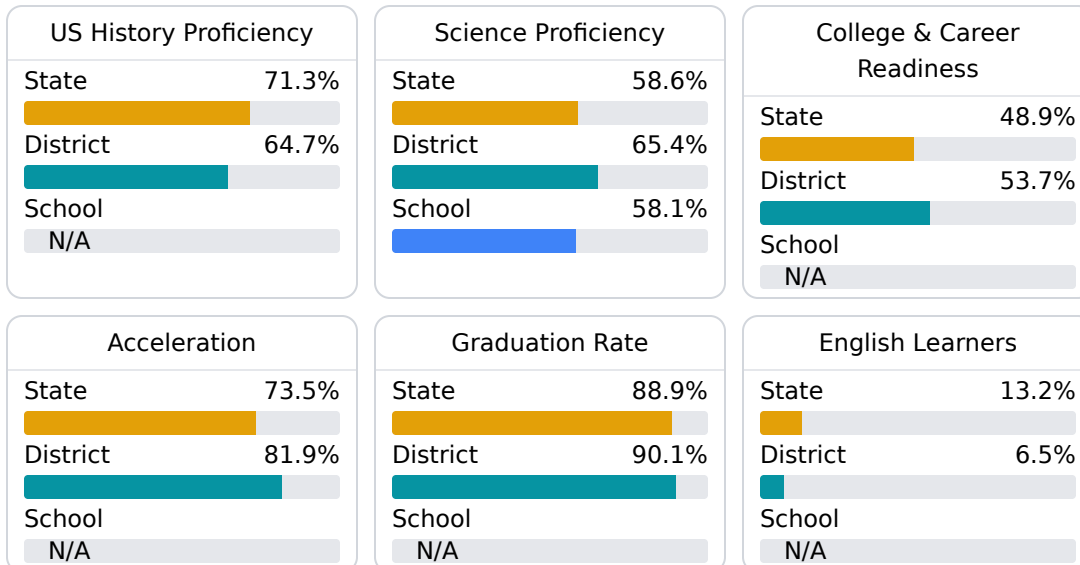 US History Proficiency
State 71.3%
District 64.7%
School
N/A
Science Proficiency
State 58.6%
District 65.4%
School 58.1%
College & Career
Readiness
State 48.9%
District 53.7%
School
N/A
Acceleration
State 73.5%
District 81.9%
School
N/A
Graduation Rate
State 88.9%
District 90.1%
School
N/A
English Learners
State 13.2%
District 6.5%
School
N/A